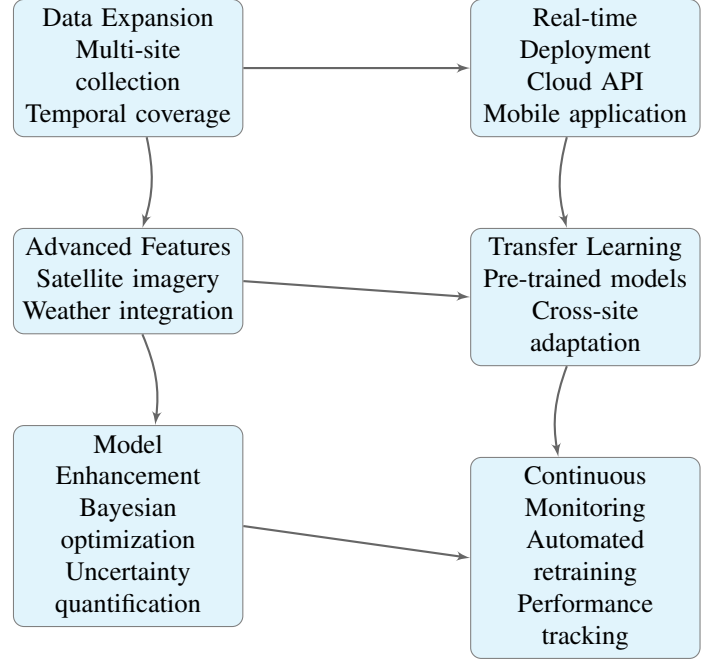 Data Expansion
Multi-site
collection
Temporal coverage
Real-time
Deployment
Cloud API
Mobile application
Advanced Features
Satellite imagery
Weather integration
Transfer Learning
Pre-trained models
Cross-site
adaptation
Model
Enhancement
Bayesian
optimization
Uncertainty
quantification
Continuous
Monitoring
Automated
retraining
Performance
tracking